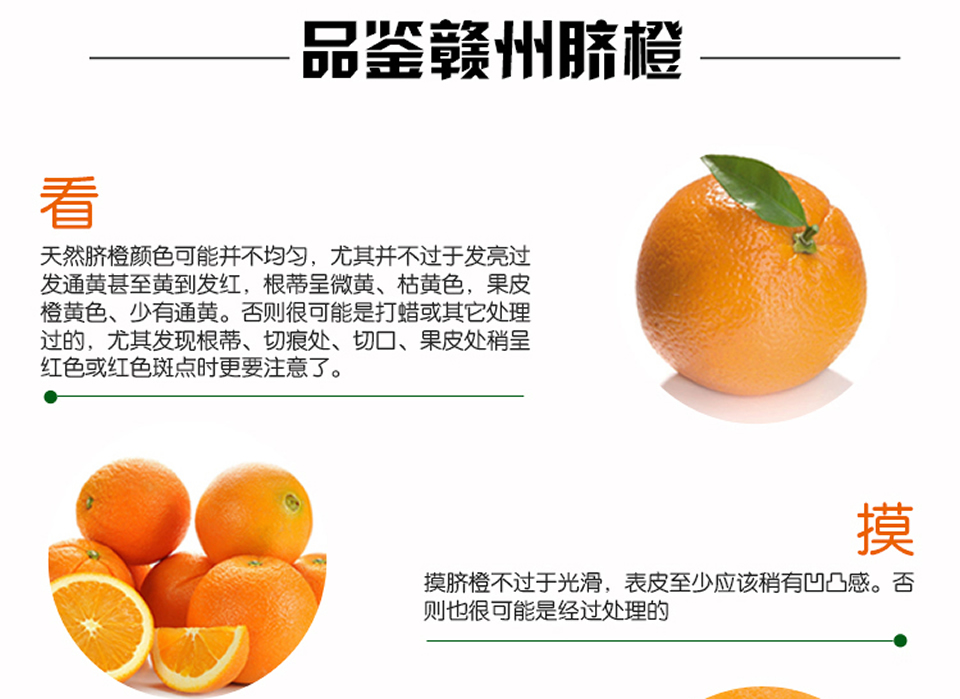 品鉴赣州脐橙
看
天然脐橙颜色可能并不均匀，尤其并不过于发亮过
发通黄甚至黄到发红，根蒂呈微黄、枯黄色，果皮
橙黄色、少有通黄。否则很可能是打蜡或其它处理
过的，尤其发现根蒂、切痕处、切口、果皮处稍呈
红色或红色斑点时更要注意了。
摸
摸脐橙不过于光滑，表皮至少应该稍有凹凸感。否
则也很可能是经过处理的